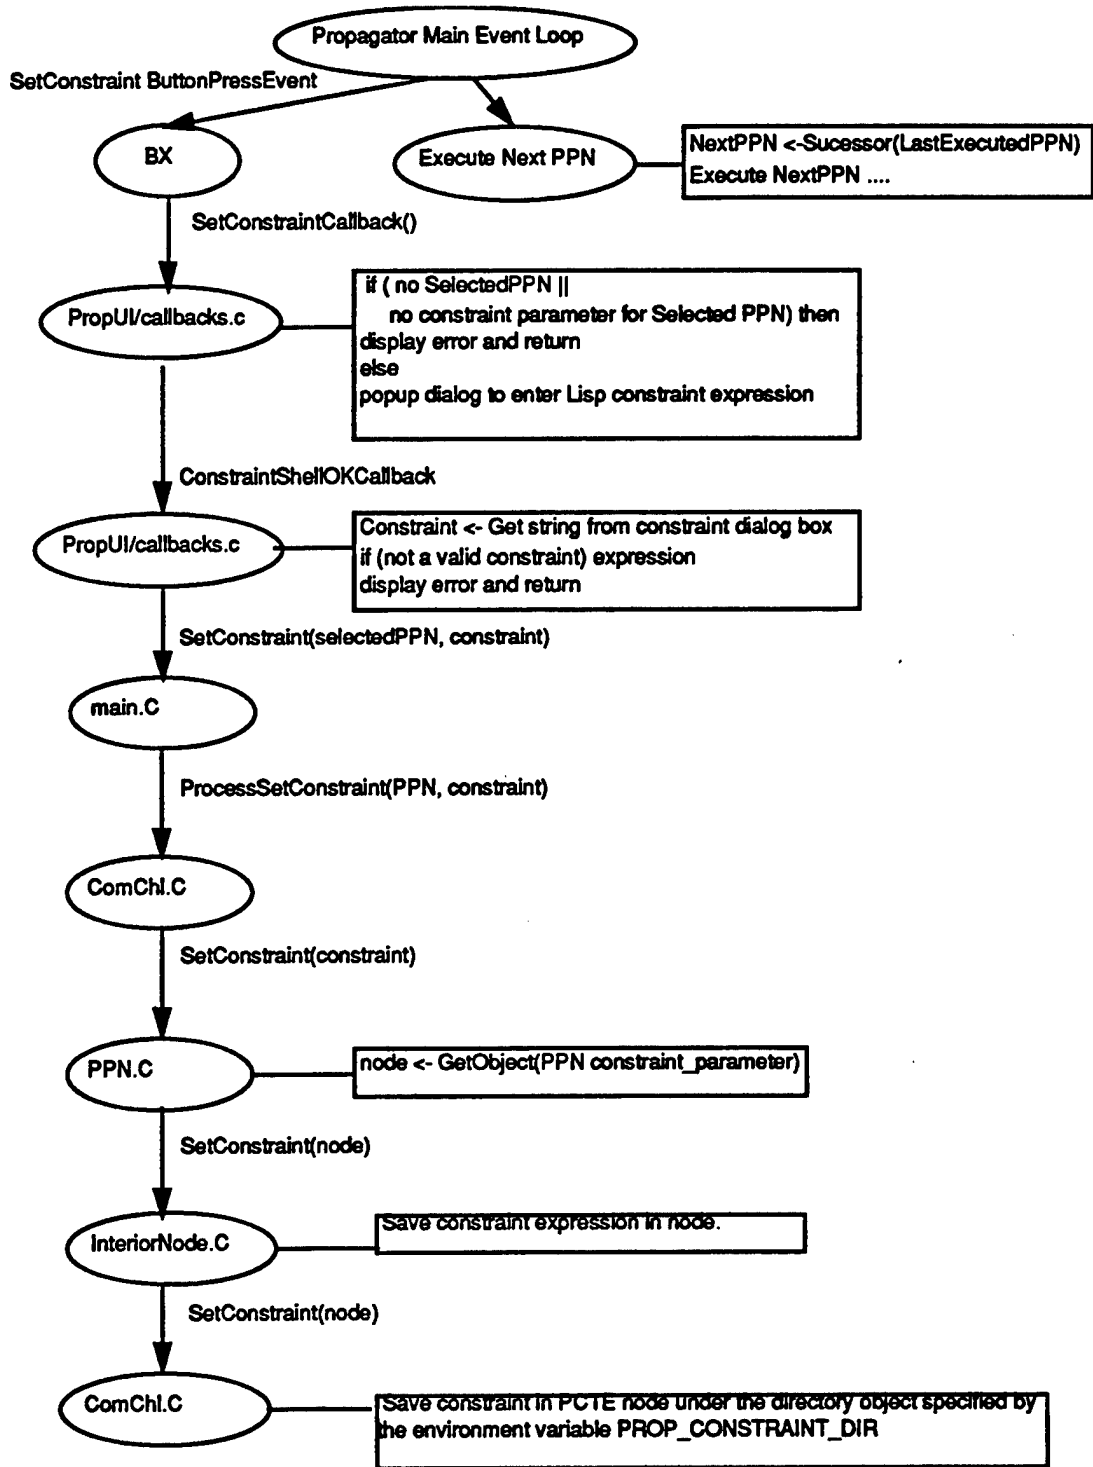 Propagator Main Event Loop
SetConstraint ButtonPressEvent
BX
Execute Next PPN
NextPPN <-Sucessor(LastExecutedPPN)
Execute NextPPN ....
SetConstraintCallback()
PropUI/callbacks.c
if ( no SelectedPPN ||
no constraint parameter for Selected PPN) then
display error and return
else
popup dialog to enter Lisp constraint expression
ConstraintShellOKCallback
PropUI/callbacks.c
Constraint <- Get string from constraint dialog box
if (not a valid constraint) expression
display error and return
SetConstraint(selectedPPN, constraint)
main.C
ProcessSetConstraint(PPN, constraint)
ComChl.C
SetConstraint(constraint)
PPN.C
node <- GetObject(PPN constraint_parameter)
SetConstraint(node)
InteriorNode.C
Save constraint expression in node.
SetConstraint(node)
ComChl.C
Save constraint in PCTE node under the directory object specified by
the environment variable PROP_CONSTRAINT_DIR